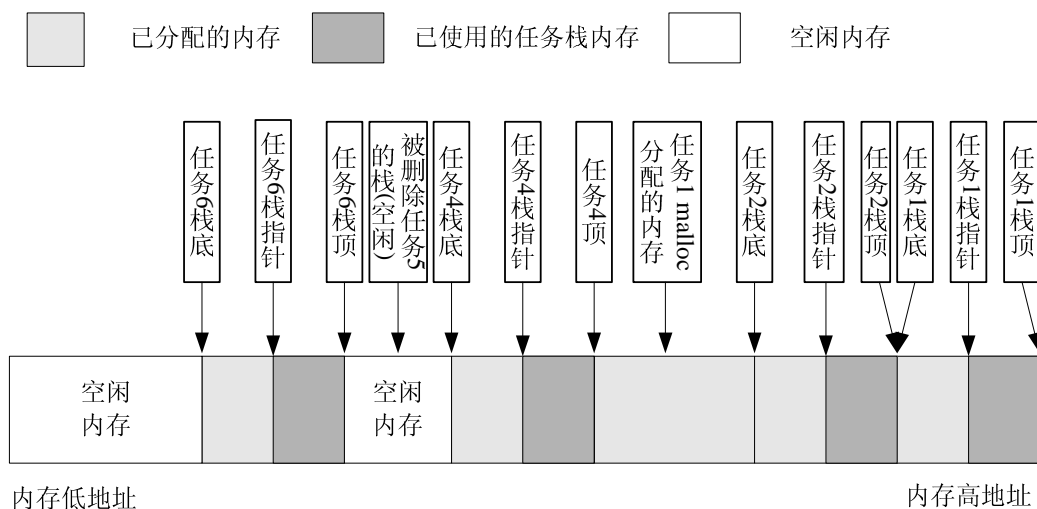 已分配的内存
已使用的任务栈内存
空闲内存
任务6栈底
任务6栈指针
任务6栈顶
被删除任务5
的栈(空闲)
任务4栈底
任务4栈指针
任务4顶
任务1 malloc
分配的内存
任务2栈底
任务2栈指针
任务2栈顶
任务1栈底
任务1栈指针
任务1栈顶
空闲
内存
空闲
内存
内存低地址
内存高地址